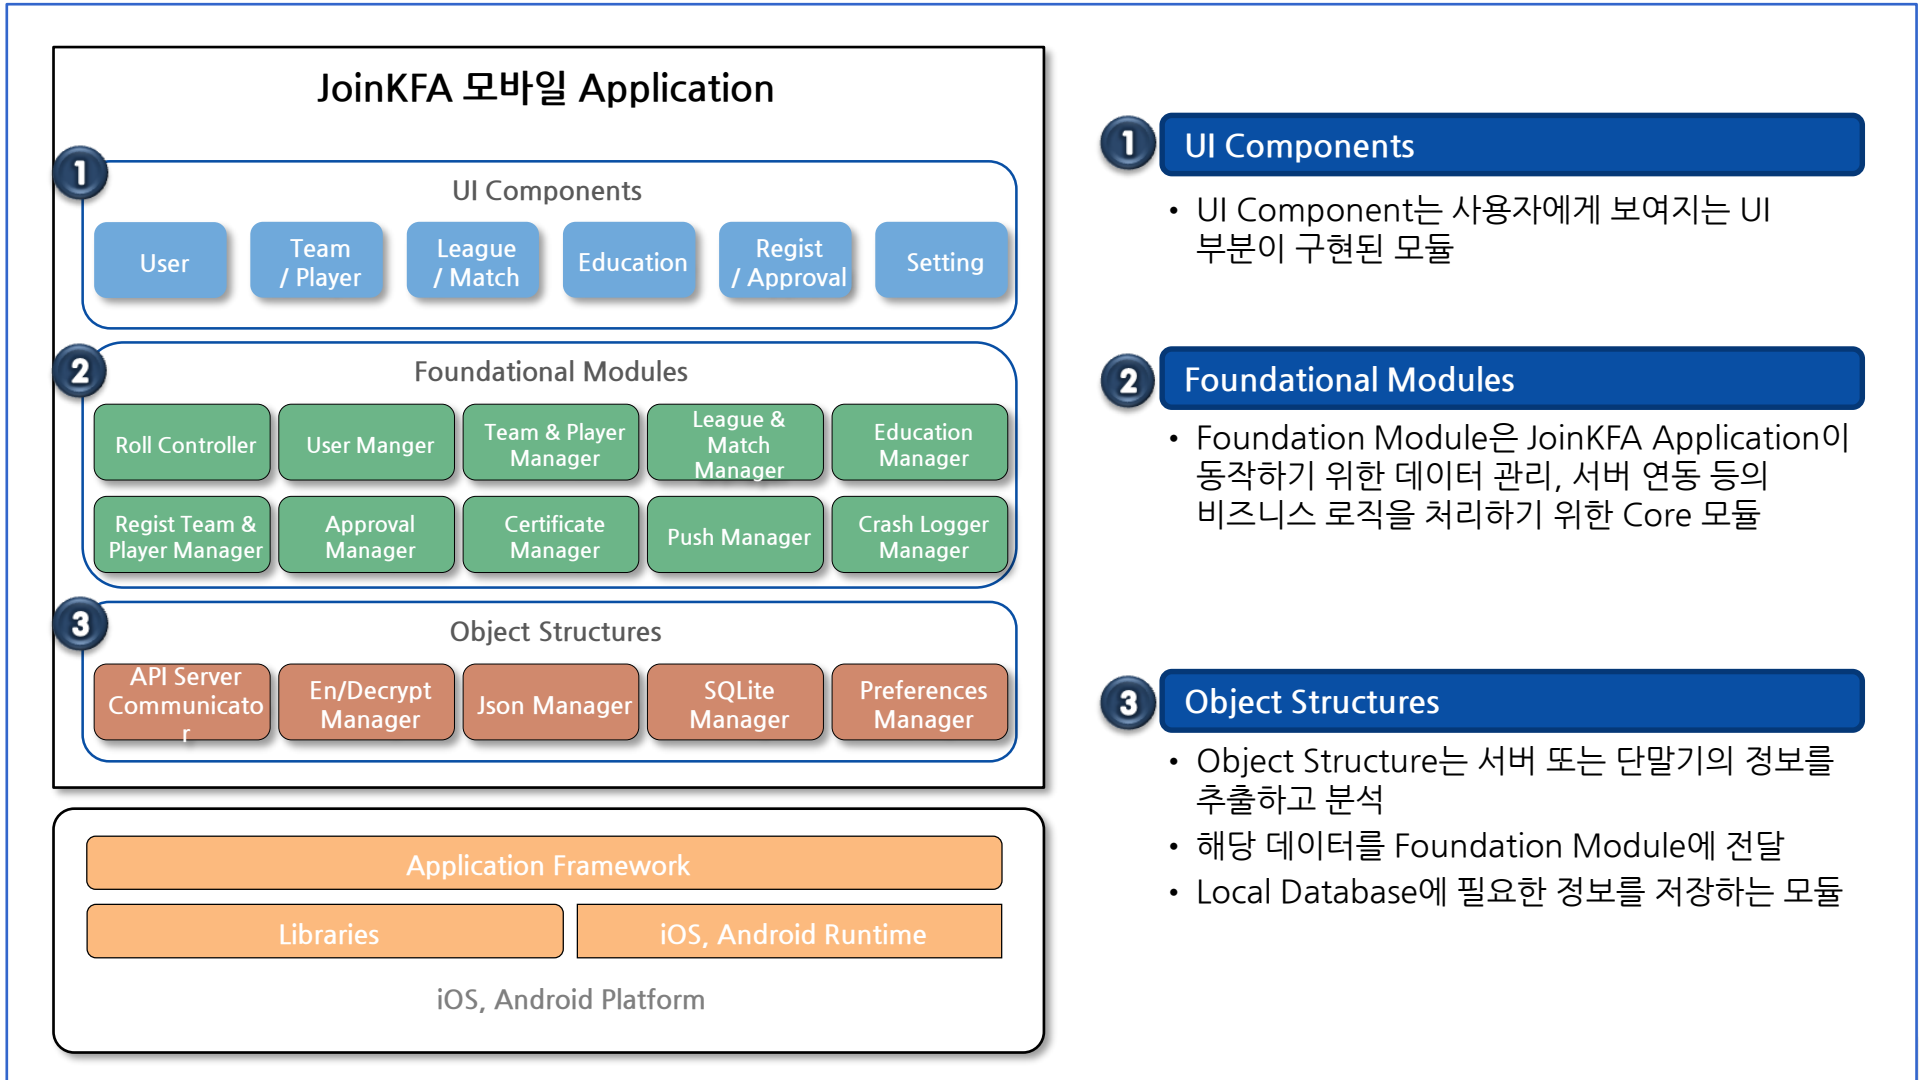 JoinKFA 모바일 Application
1
UI Components
User
Team
/ Player
League
/ Match
Education
Regist
/ Approval
Setting
2
Foundational Modules
Roll Controller
User Manger
Team & Player
Manager
League &
Match
Manager
Education
Manager
Regist Team &
Player Manager
Approval
Manager
Certificate
Manager
Push Manager
Crash Logger
Manager
3
Object Structures
API Server
Communicato
r
En/Decrypt
Manager
Json Manager
SQLite
Manager
Preferences
Manager
Application Framework
Libraries
iOS, Android Runtime
iOS, Android Platform
1
UI Components
• UI Component는 사용자에게 보여지는 UI
부분이 구현된 모듈
2
Foundational Modules
• Foundation Module은 JoinKFA Application이
동작하기 위한 데이터 관리, 서버 연동 등의
비즈니스 로직을 처리하기 위한 Core 모듈
3
Object Structures
• Object Structure는 서버 또는 단말기의 정보를
추출하고 분석
• 해당 데이터를 Foundation Module에 전달
• Local Database에 필요한 정보를 저장하는 모듈